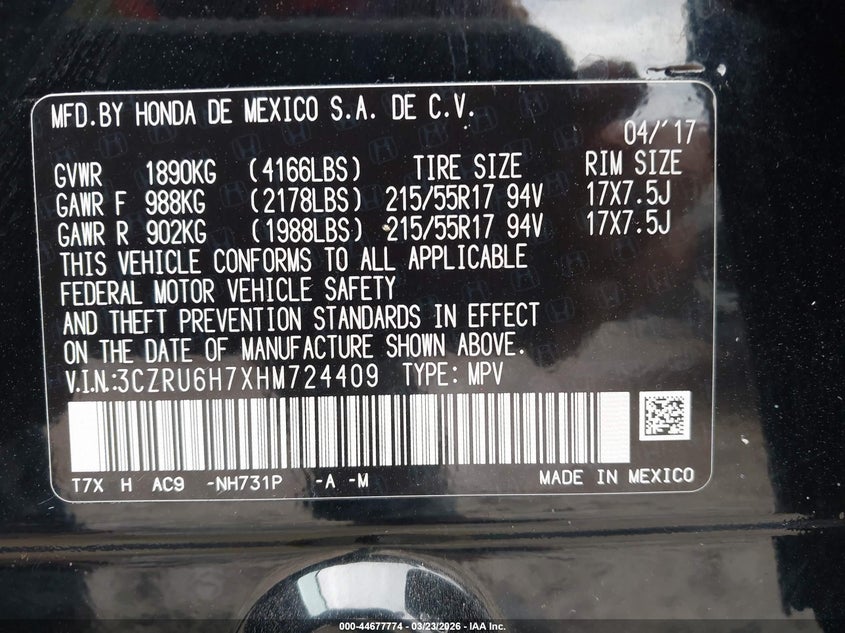 MFD.BY HONDA DE MEXICO S.A. DE C.V.
04/'17
GVWR 1890KG (4166LBS) TIRE SIZE RIM SIZE
GAWR F 988KG (2178LBS) 215/55R17 94V 17X7.5J
GAWR R 902KG (1988LBS) 215/55R17 94V 17X7.5J
THIS VEHICLE CONFORMS TO ALL APPLICABLE
FEDERAL MOTOR VEHICLE SAFETY
AND THEFT PREVENTION STANDARDS IN EFFECT
ON THE DATE OF MANUFACTURE SHOWN ABOVE.
V.I.N.:3CZRU6H7XHM724409 TYPE: MPV
T7X H AC9 -NH731P -A -M MADE IN MEXICO
000-44677774 - 03/23/2026 - IAA Inc.